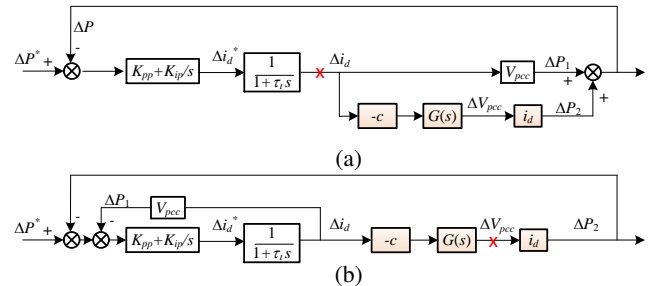 ΔP
ΔP* + - K_pp+K_ip/s Δi_d* 1/(1+τ_i s) x Δi_d V_pcc ΔP_1 +
-c G(s) ΔV_pcc i_d ΔP_2 +
(a)
ΔP_1 V_pcc
ΔP* + - - K_pp+K_ip/s Δi_d* 1/(1+τ_i s) Δi_d -c G(s) ΔV_pcc x i_d ΔP_2
(b)